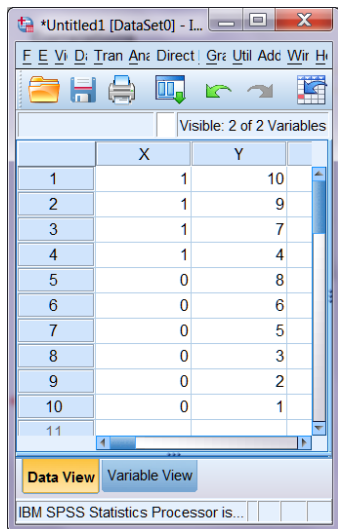 *Untitled1 [DataSet0] - I...
F E Vi Di Tran Ana Direct Gra Util Add Wir H
Visible: 2 of 2 Variables
X Y
1 1 10
2 1 9
3 1 7
4 1 4
5 0 8
6 0 6
7 0 5
8 0 3
9 0 2
10 0 1
11
Data View Variable View
IBM SPSS Statistics Processor is...